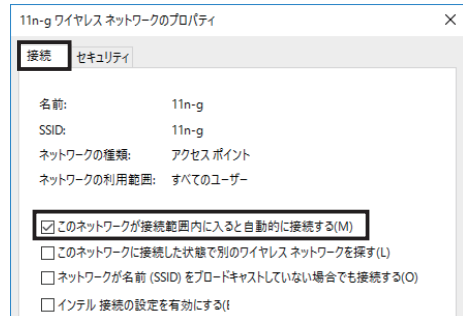 11n-g ワイヤレス ネットワークのプロパティ
接続 セキュリティ
名前: 11n-g
SSID: 11n-g
ネットワークの種類: アクセス ポイント
ネットワークの利用範囲: すべてのユーザー
このネットワークが接続範囲内に入ると自動的に接続する(M)
このネットワークに接続した状態で別のワイヤレス ネットワークを探す(L)
ネットワークが名前 (SSID) をブロードキャストしていない場合でも接続する(O)
インテル 接続の設定を有効にする(